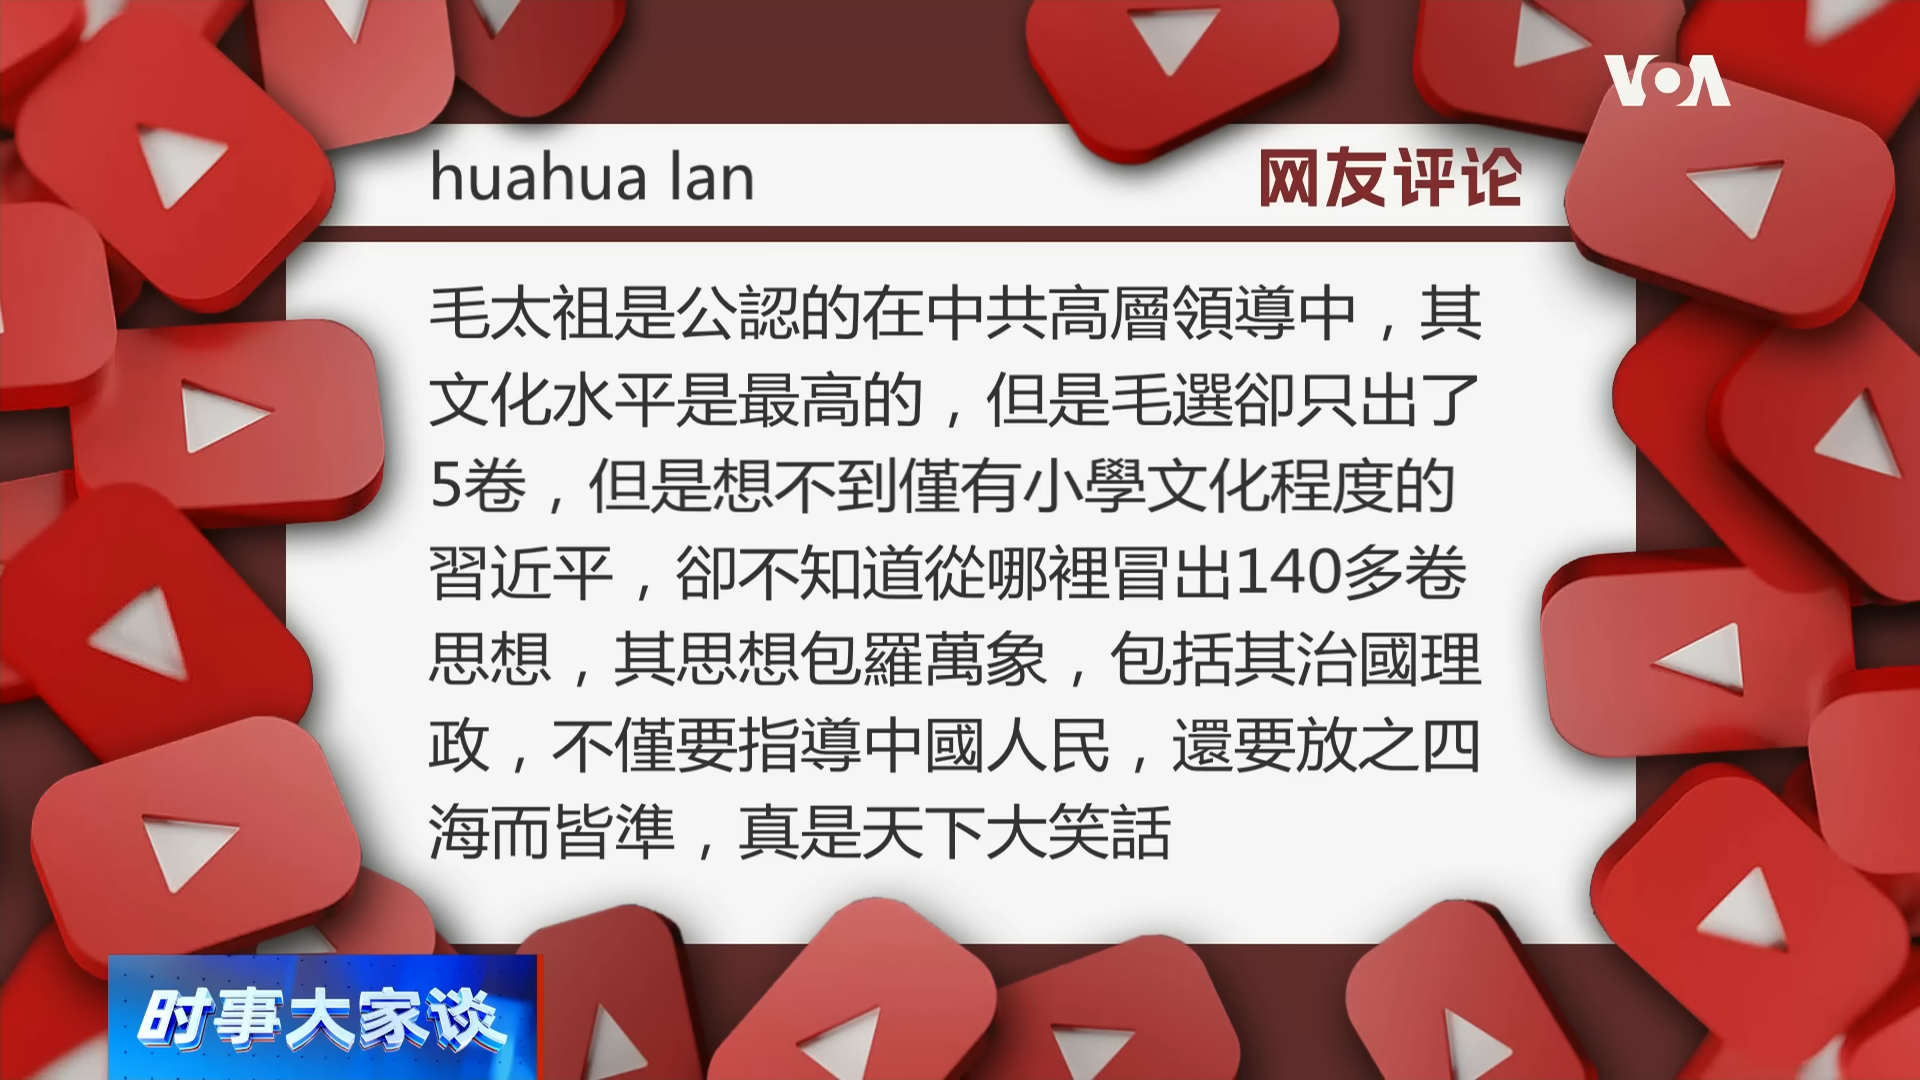 VOA
huahua lan
网友评论
毛太祖是公認的在中共高層領導中，其
文化水平是最高的，但是毛選卻只出了
5卷，但是想不到僅有小學文化程度的
習近平，卻不知道從哪裡冒出140多卷
思想，其思想包羅萬象，包括其治國理
政，不僅要指導中國人民，還要放之四
海而皆準，真是天下大笑話
时事大家谈